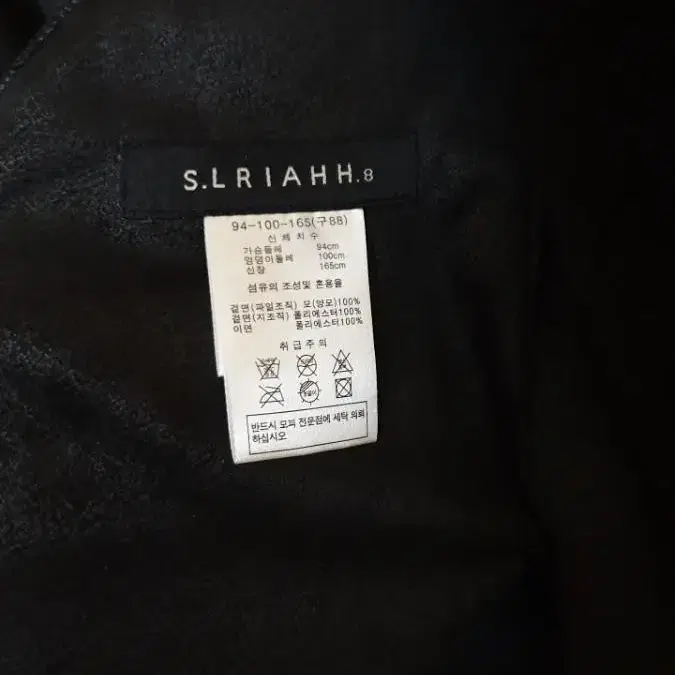 S.LRIAHH.8
94-100-165(구88)
신체치수
가슴둘레 94cm
엉덩이둘레 100cm
신장 165cm
섬유의 조성및 혼용율
겉면(파일조직) 모(양모)100%
겉면(지조직) 폴리에스터100%
이면 폴리에스터100%
취급주의
반드시 모피 전문점에 세탁 의뢰
하십시오